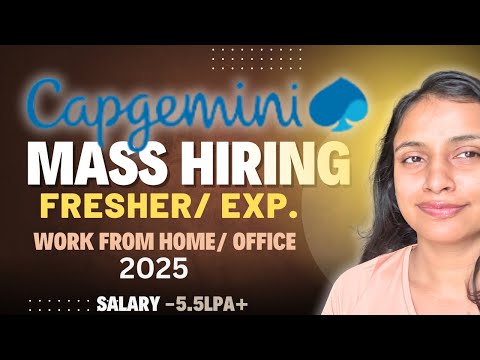 Capgemini
MASS HIRING
FRESHER/ EXP.
WORK FROM HOME/ OFFICE
2025
SALARY -5.5LPA+